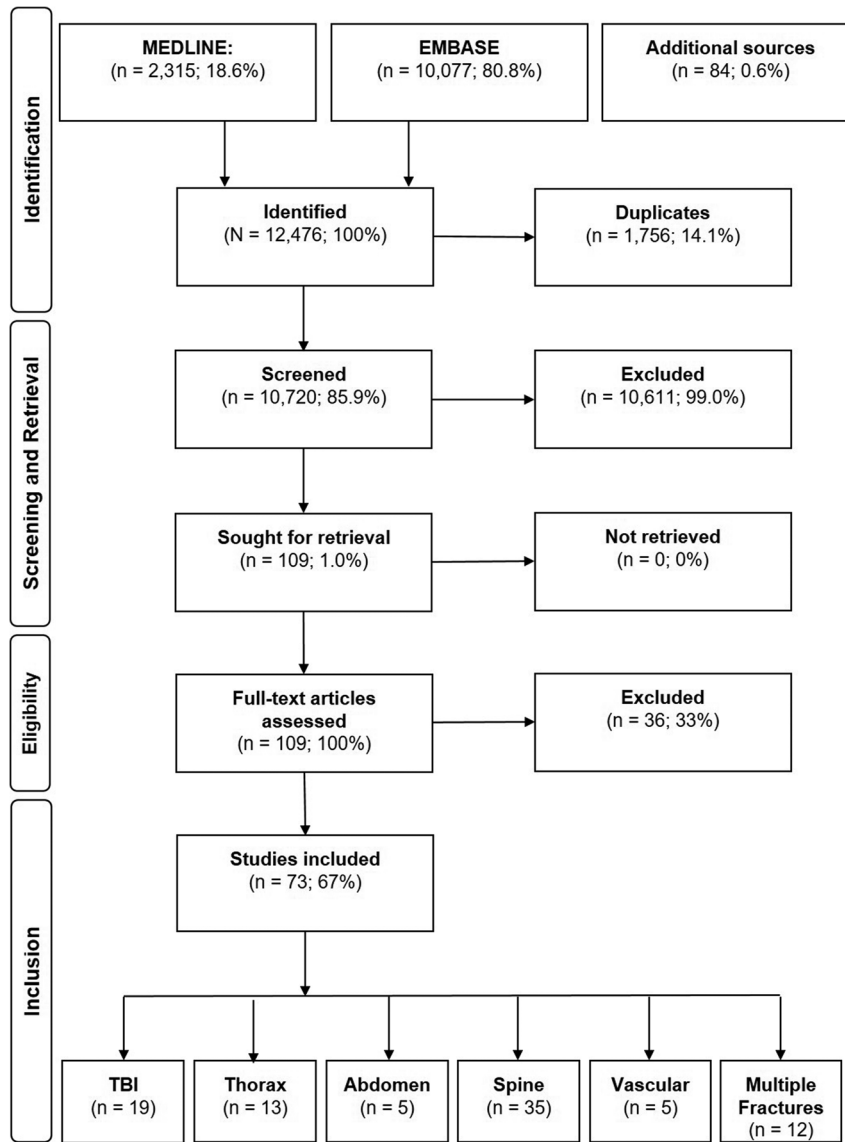 Identification
MEDLINE:
(n = 2,315; 18.6%)
EMBASE
(n = 10,077; 80.8%)
Additional sources
(n = 84; 0.6%)
Identified
(N = 12,476; 100%)
Duplicates
(n = 1,756; 14.1%)
Screening and Retrieval
Screened
(n = 10,720; 85.9%)
Excluded
(n = 10,611; 99.0%)
Sought for retrieval
(n = 109; 1.0%)
Not retrieved
(n = 0; 0%)
Eligibility
Full-text articles
assessed
(n = 109; 100%)
Excluded
(n = 36; 33%)
Inclusion
Studies included
(n = 73; 67%)
TBI
(n = 19)
Thorax
(n = 13)
Abdomen
(n = 5)
Spine
(n = 35)
Vascular
(n = 5)
Multiple
Fractures
(n = 12)